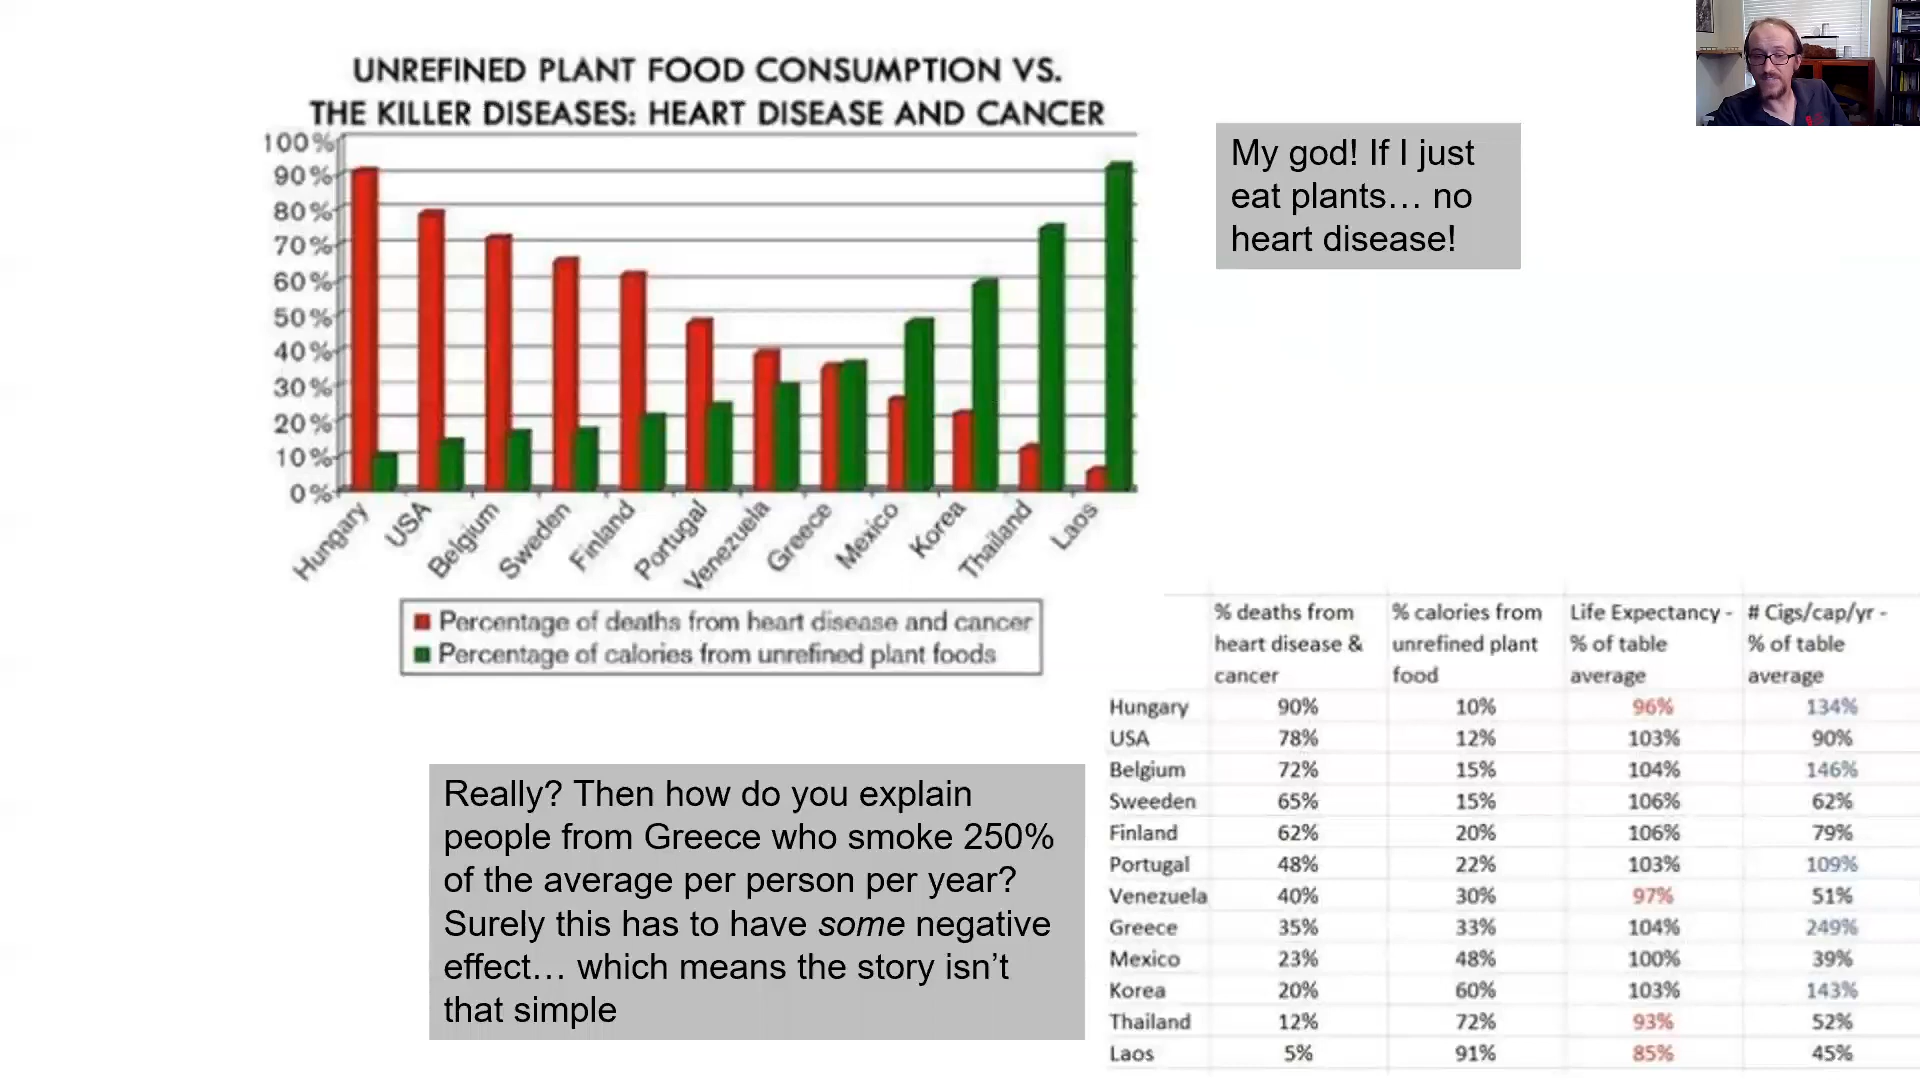 UNREFINED PLANT FOOD CONSUMPTION VS.
THE KILLER DISEASES: HEART DISEASE AND CANCER
100%
90%
80%
70%
60%
50%
40%
30%
20%
10%
0%
Hungary
USA
Belgium
Sweden
Finland
Portugal
Venezuela
Greece
Mexico
Korea
Thailand
Laos
Percentage of deaths from heart disease and cancer
Percentage of calories from unrefined plant foods
My god! If I just
eat plants… no
heart disease!
Really? Then how do you explain
people from Greece who smoke 250%
of the average per person per year?
Surely this has to have some negative
effect… which means the story isn't
that simple
% deaths from heart disease & cancer % calories from unrefined plant food Life Expectancy - % of table average # Cigs/cap/yr - % of table average
Hungary 90% 10% 96% 134%
USA 78% 12% 103% 90%
Belgium 72% 15% 104% 146%
Sweeden 65% 15% 106% 62%
Finland 62% 20% 106% 79%
Portugal 48% 22% 103% 109%
Venezuela 40% 30% 97% 51%
Greece 35% 33% 104% 249%
Mexico 23% 48% 100% 39%
Korea 20% 60% 103% 143%
Thailand 12% 72% 93% 52%
Laos 5% 91% 85% 45%